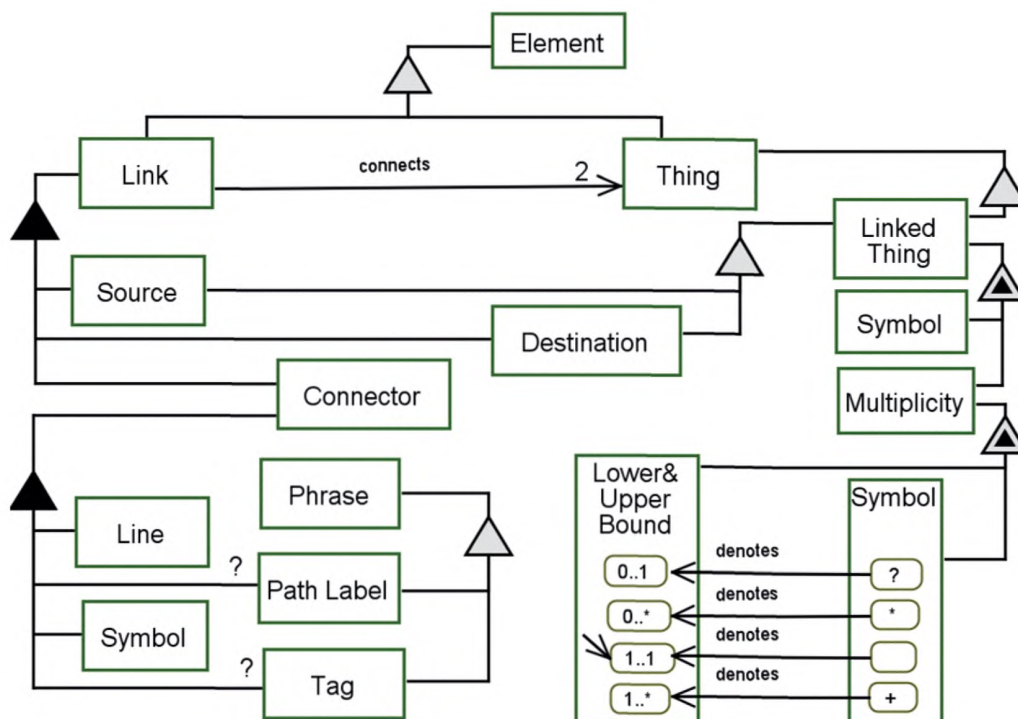 Element
Link
connects
2
Thing
Linked
Thing
Source
Destination
Symbol
Connector
Multiplicity
Phrase
Lower&
Upper
Bound
Symbol
Line
?
Path Label
0..1
denotes
?
0..*
denotes
*
Symbol
1..1
denotes
?
Tag
1..*
denotes
+